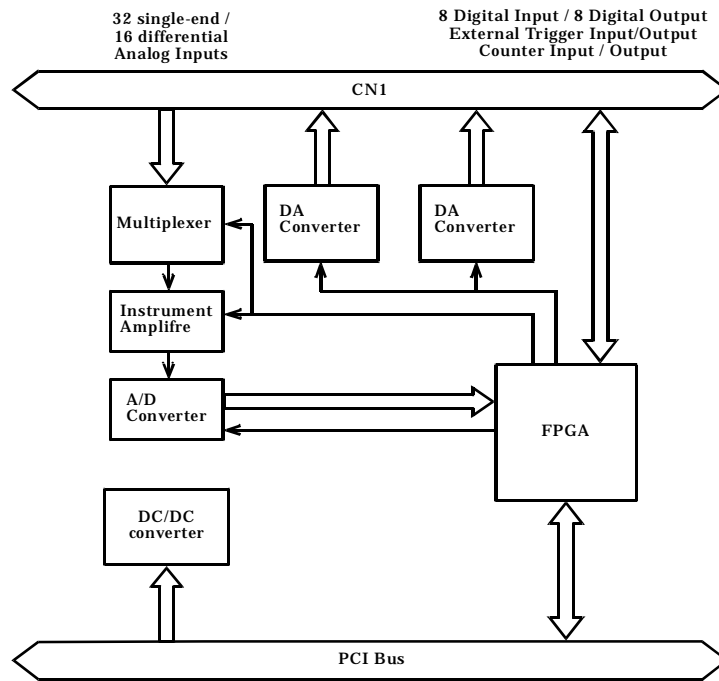 32 single-end /
16 differential
Analog Inputs
8 Digital Input / 8 Digital Output
External Trigger Input/Output
Counter Input / Output
CN1
Multiplexer
DA
Converter
DA
Converter
Instrument
Amplifre
A/D
Converter
FPGA
DC/DC
converter
PCI Bus